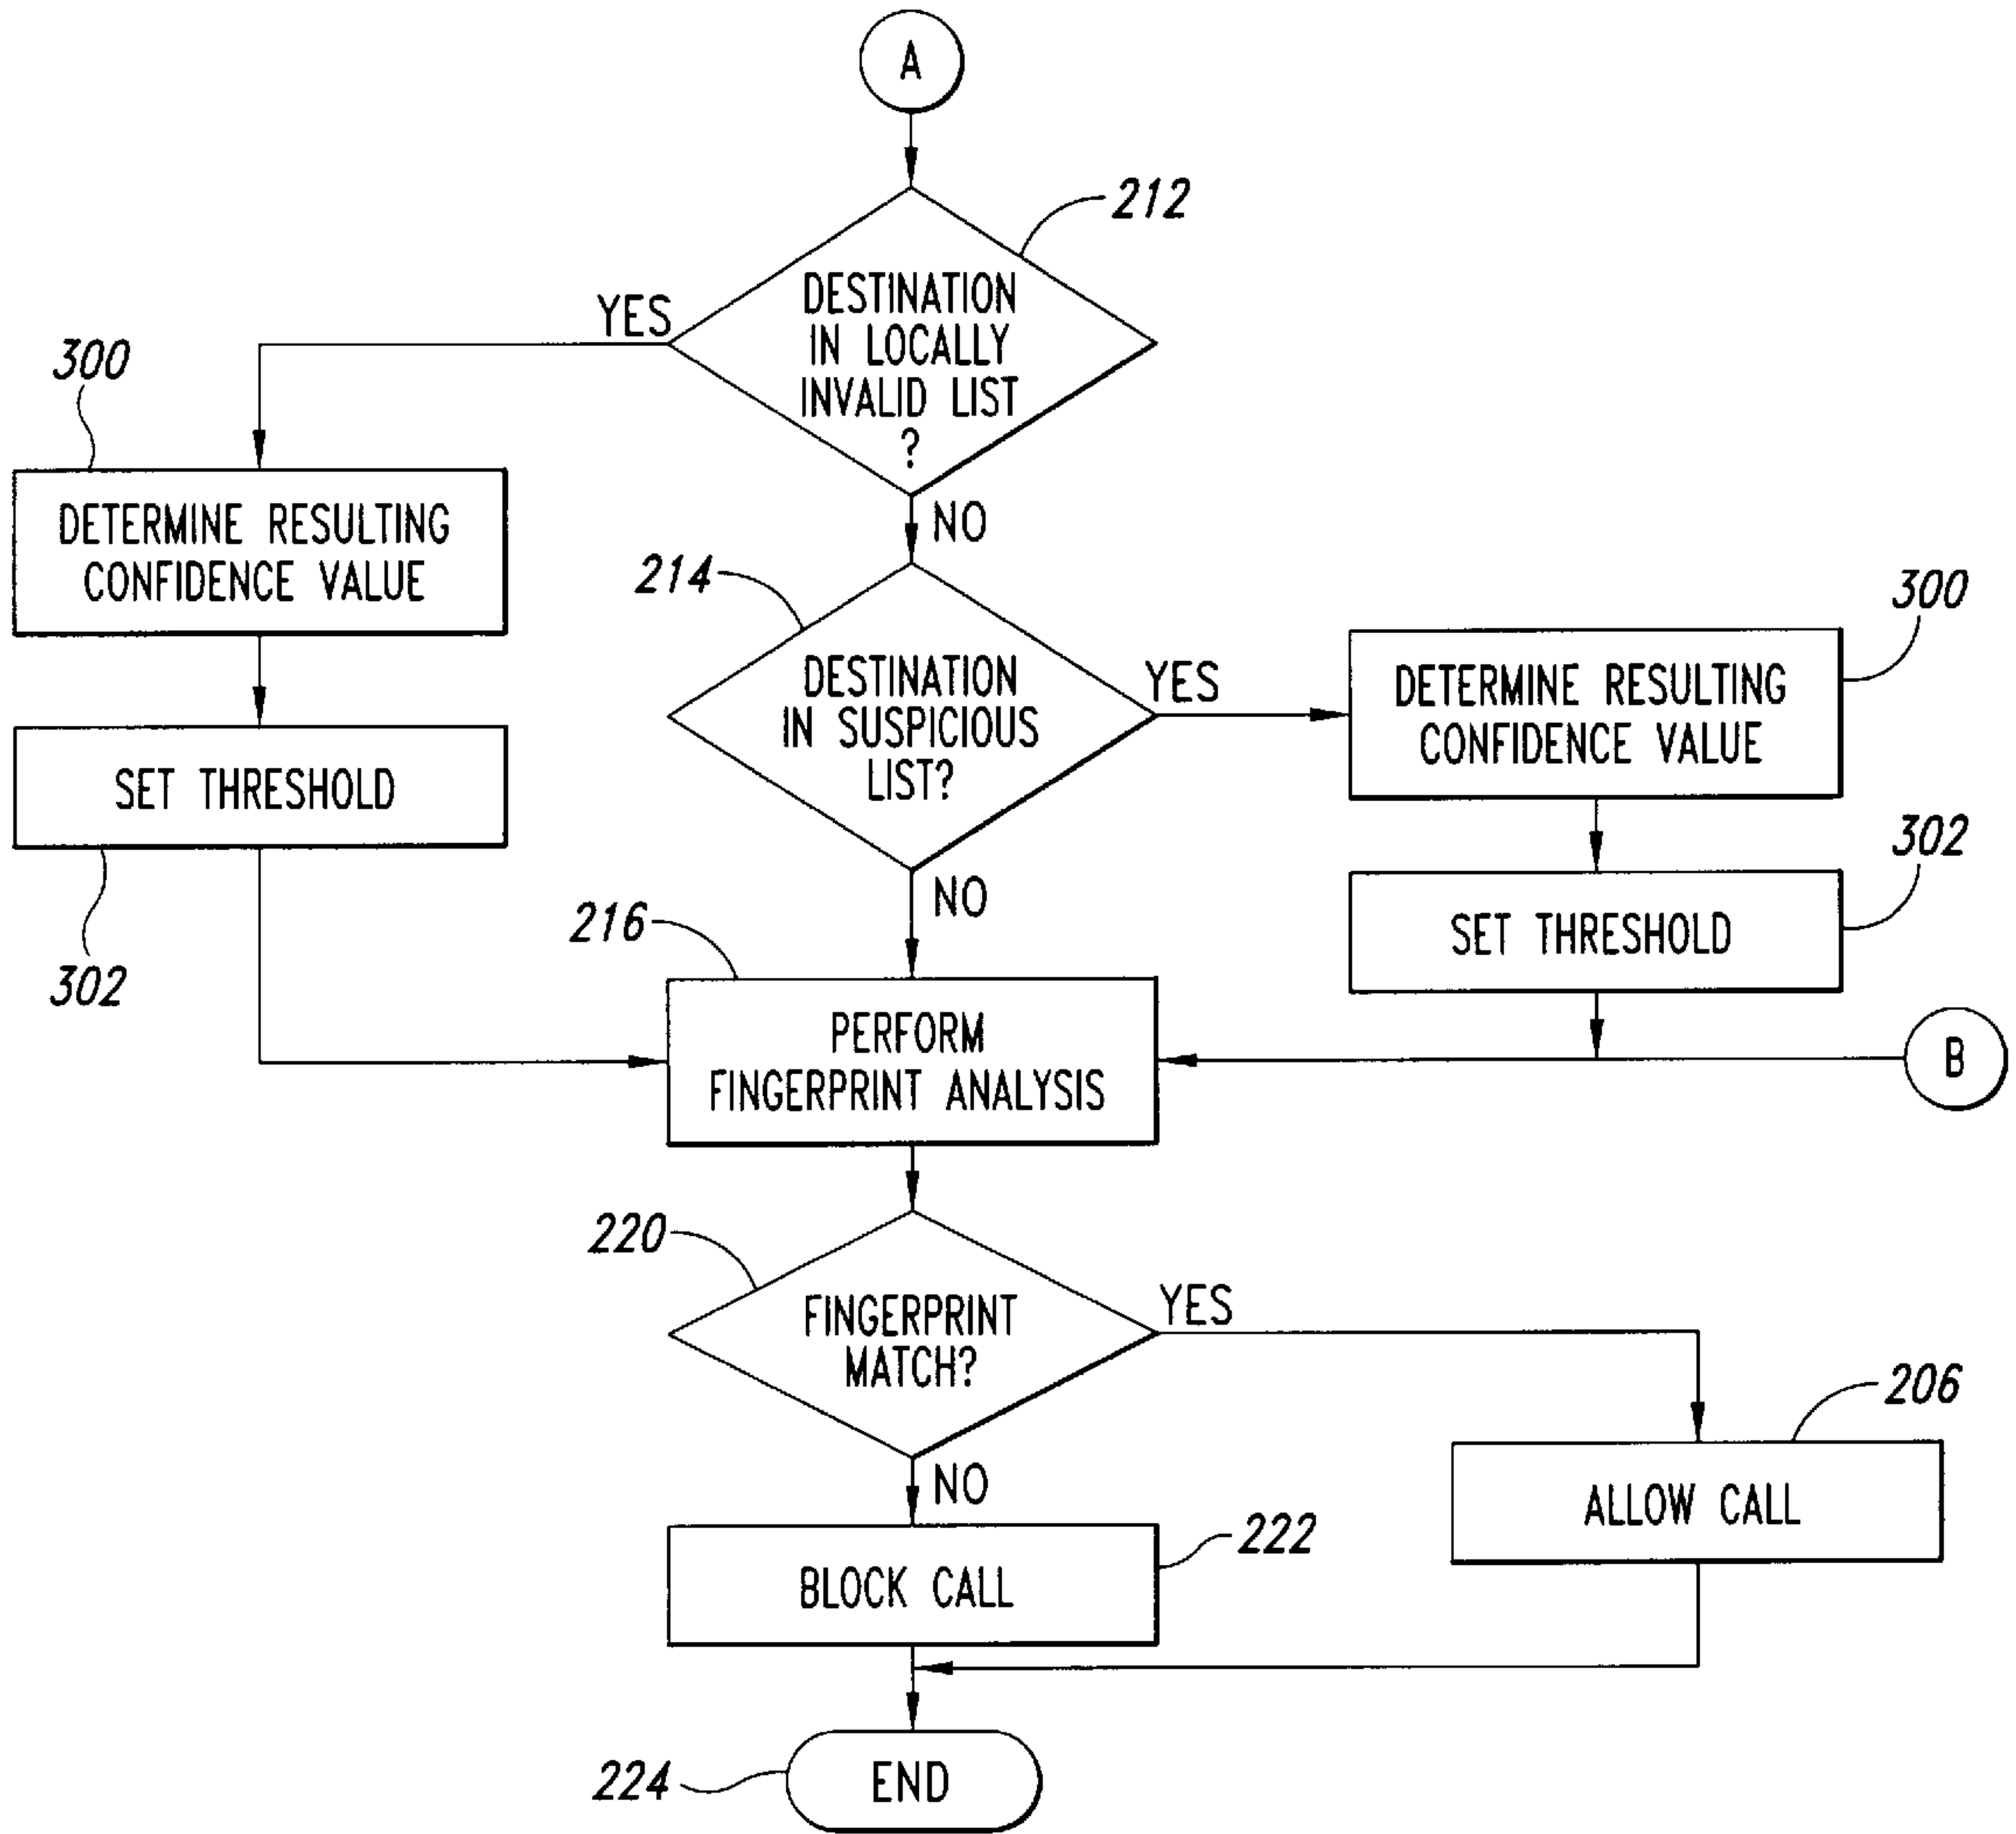 A
212
DESTINATION
IN LOCALLY
INVALID LIST
?
YES
300
DETERMINE RESULTING
CONFIDENCE VALUE
NO
214
DESTINATION
IN SUSPICIOUS
LIST?
YES
300
DETERMINE RESULTING
CONFIDENCE VALUE
SET THRESHOLD
302
302
SET THRESHOLD
NO
216
PERFORM
FINGERPRINT ANALYSIS
B
220
FINGERPRINT
MATCH?
YES
206
ALLOW CALL
NO
222
BLOCK CALL
224
END